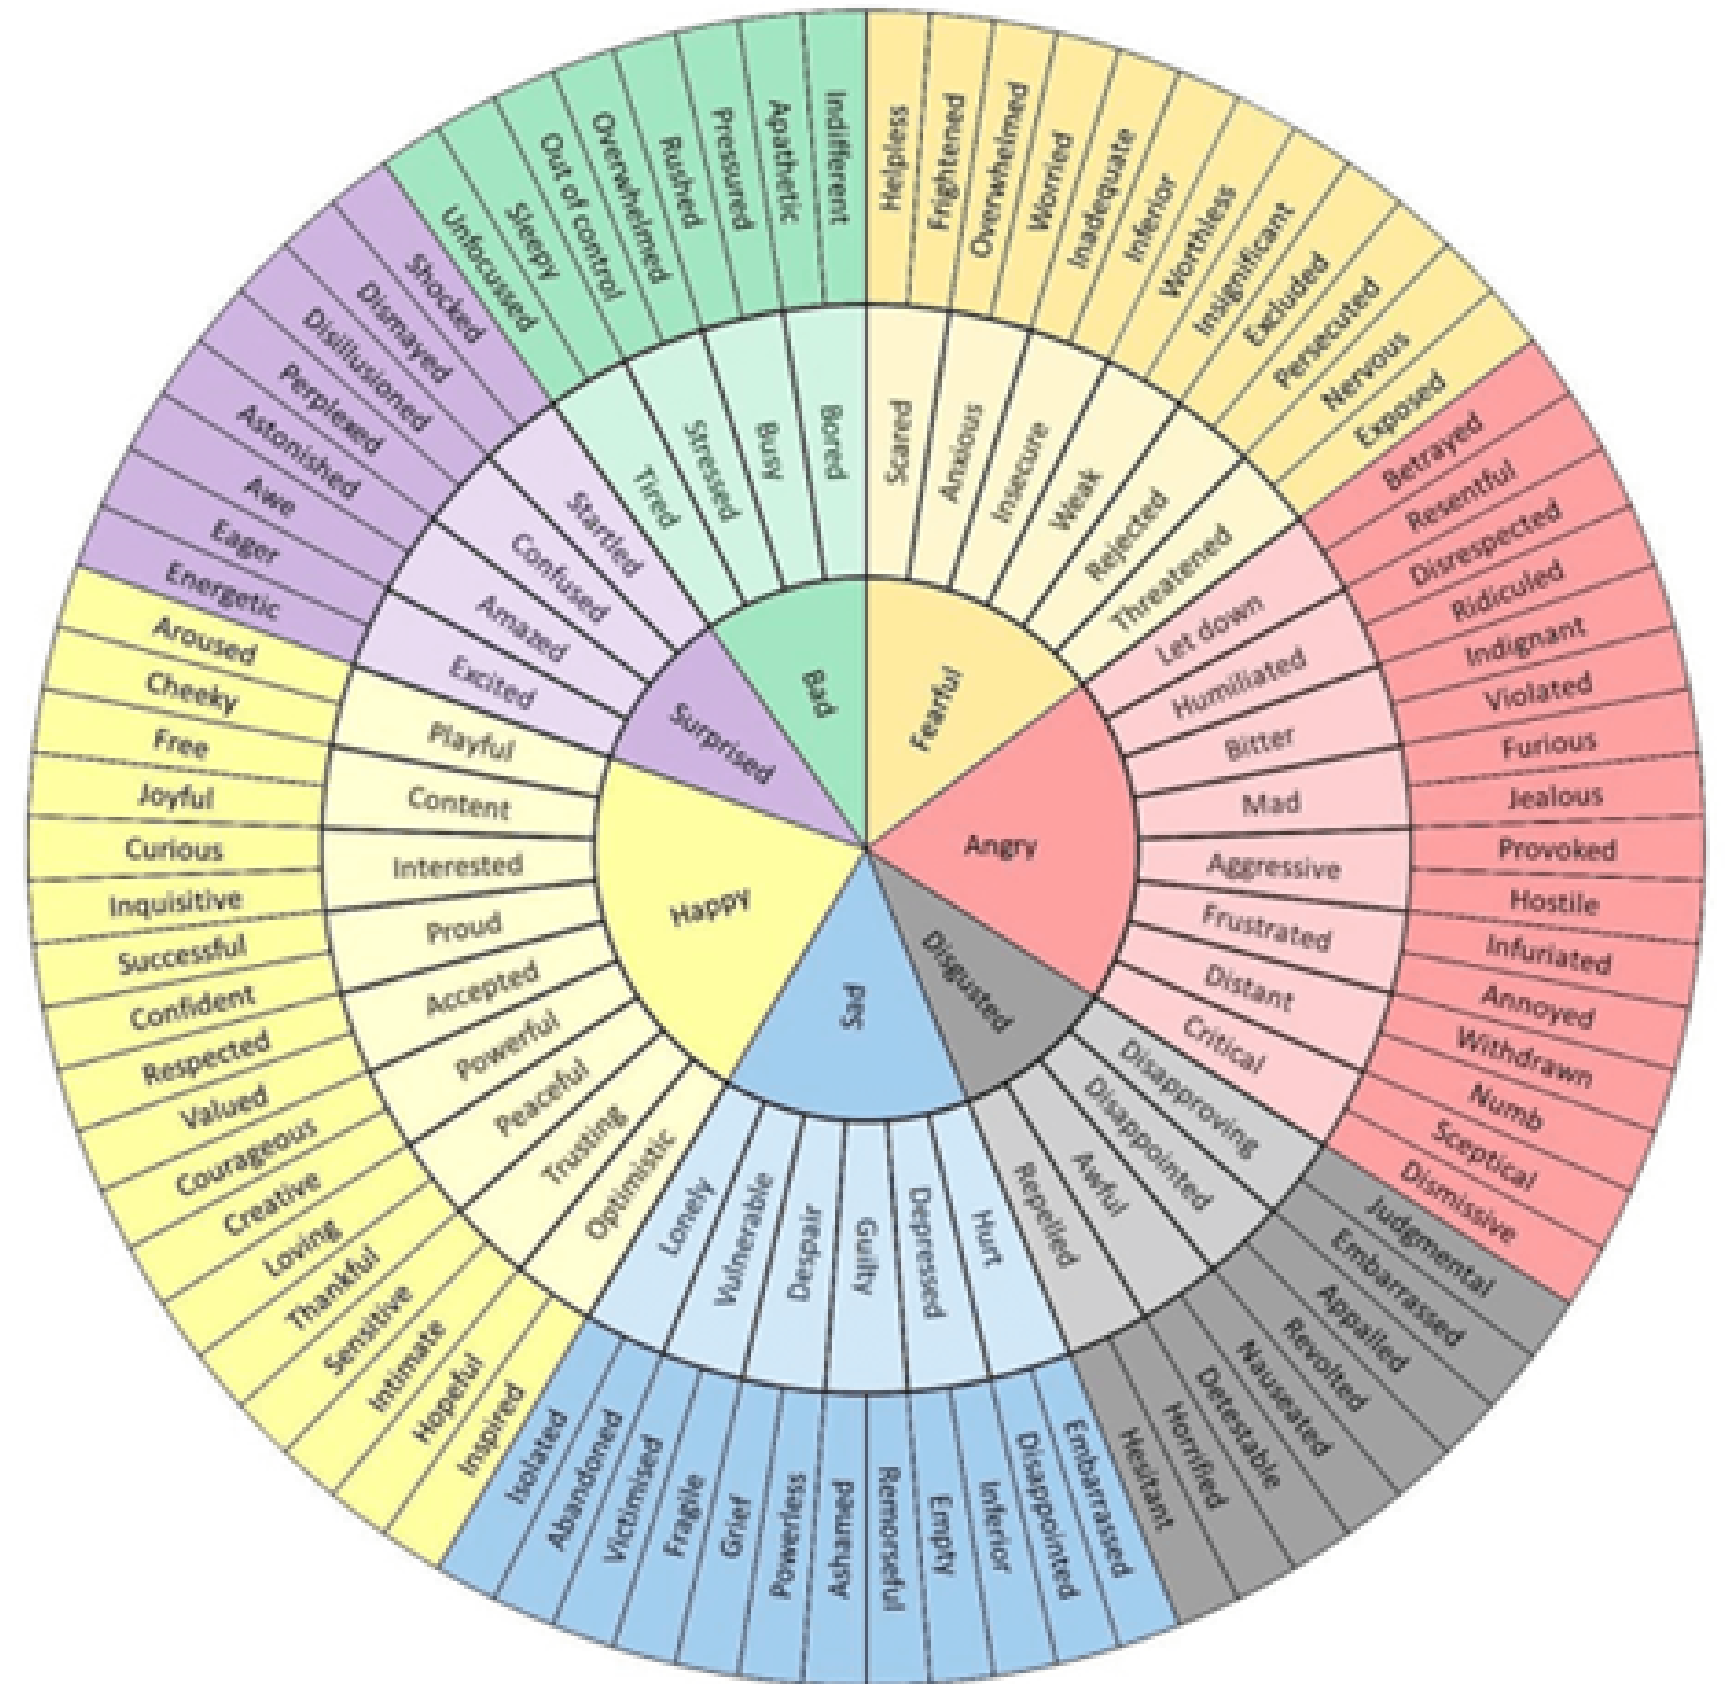 Fearful
Angry
Disgusted
Sad
Happy
Surprised
Bad
Scared
Anxious
Insecure
Weak
Rejected
Threatened
Let down
Humiliated
Bitter
Mad
Aggressive
Frustrated
Distant
Critical
Disapproving
Disappointed
Awful
Repelled
Hurt
Depressed
Guilty
Despair
Vulnerable
Lonely
Optimistic
Trusting
Peaceful
Powerful
Accepted
Proud
Interested
Content
Playful
Excited
Amazed
Confused
Startled
Tired
Stressed
Busy
Bored
Helpless
Frightened
Overwhelmed
Worried
Inadequate
Inferior
Worthless
Insignificant
Excluded
Persecuted
Nervous
Exposed
Betrayed
Resentful
Disrespected
Ridiculed
Indignant
Violated
Furious
Jealous
Provoked
Hostile
Infuriated
Annoyed
Withdrawn
Numb
Sceptical
Dismissive
Judgmental
Embarrassed
Appalled
Revolted
Nauseated
Detestable
Horrified
Hesitant
Embarrassed
Disappointed
Inferior
Empty
Remorseful
Ashamed
Powerless
Grief
Fragile
Victimised
Abandoned
Isolated
Inspired
Hopeful
Intimate
Sensitive
Thankful
Loving
Creative
Courageous
Valued
Respected
Confident
Successful
Inquisitive
Curious
Joyful
Free
Cheeky
Aroused
Energetic
Eager
Awe
Astonished
Perplexed
Disillusioned
Dismayed
Shocked
Unfocussed
Sleepy
Out of control
Overwhelmed
Rushed
Pressured
Apathetic
Indifferent